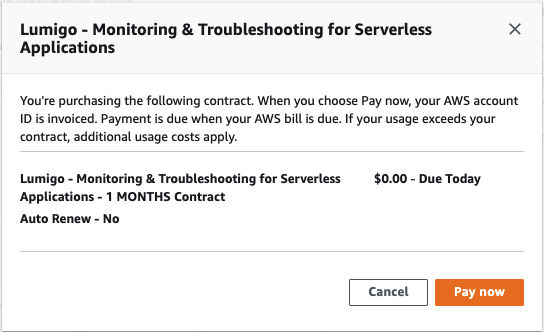 Lumigo - Monitoring & Troubleshooting for Serverless
Applications
You're purchasing the following contract. When you choose Pay now, your AWS account
ID is invoiced. Payment is due when your AWS bill is due. If your usage exceeds your
contract, additional usage costs apply.
Lumigo - Monitoring & Troubleshooting for Serverless
Applications - 1 MONTHS Contract
$0.00 - Due Today
Auto Renew - No
Cancel
Pay now